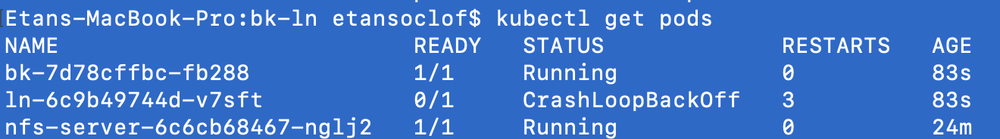 Etans-MacBook-Pro:bk-ln etansoclof$ kubectl get pods
NAME READY STATUS RESTARTS AGE
bk-7d78cffbc-fb288 1/1 Running 0 83s
ln-6c9b49744d-v7sft 0/1 CrashLoopBackOff 3 83s
nfs-server-6c6cb68467-nglj2 1/1 Running 0 24m